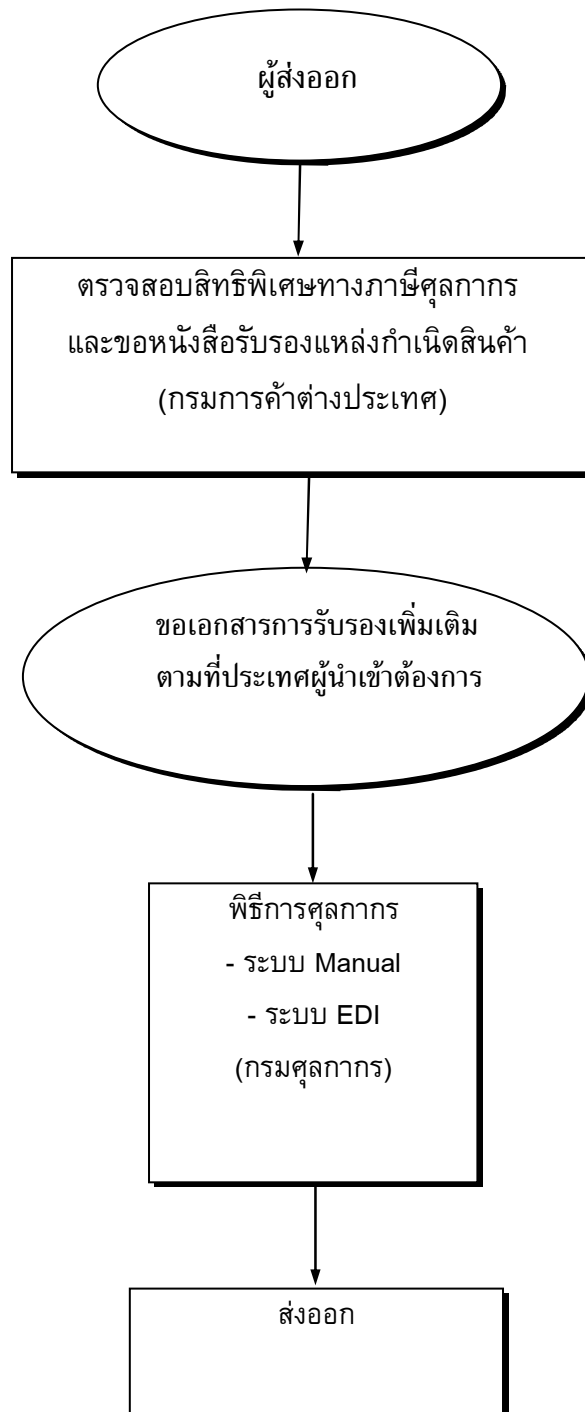 ผู้ส่งออก
ตรวจสอบสิทธิพิเศษทางภาษีศุลกากร
และขอหนังสือรับรองแหล่งกำเนิดสินค้า
(กรมการค้าต่างประเทศ)
ขอเอกสารการรับรองเพิ่มเติม
ตามที่ประเทศผู้นำเข้าต้องการ
พิธีการศุลกากร
- ระบบ Manual
- ระบบ EDI
(กรมศุลกากร)
ส่งออก